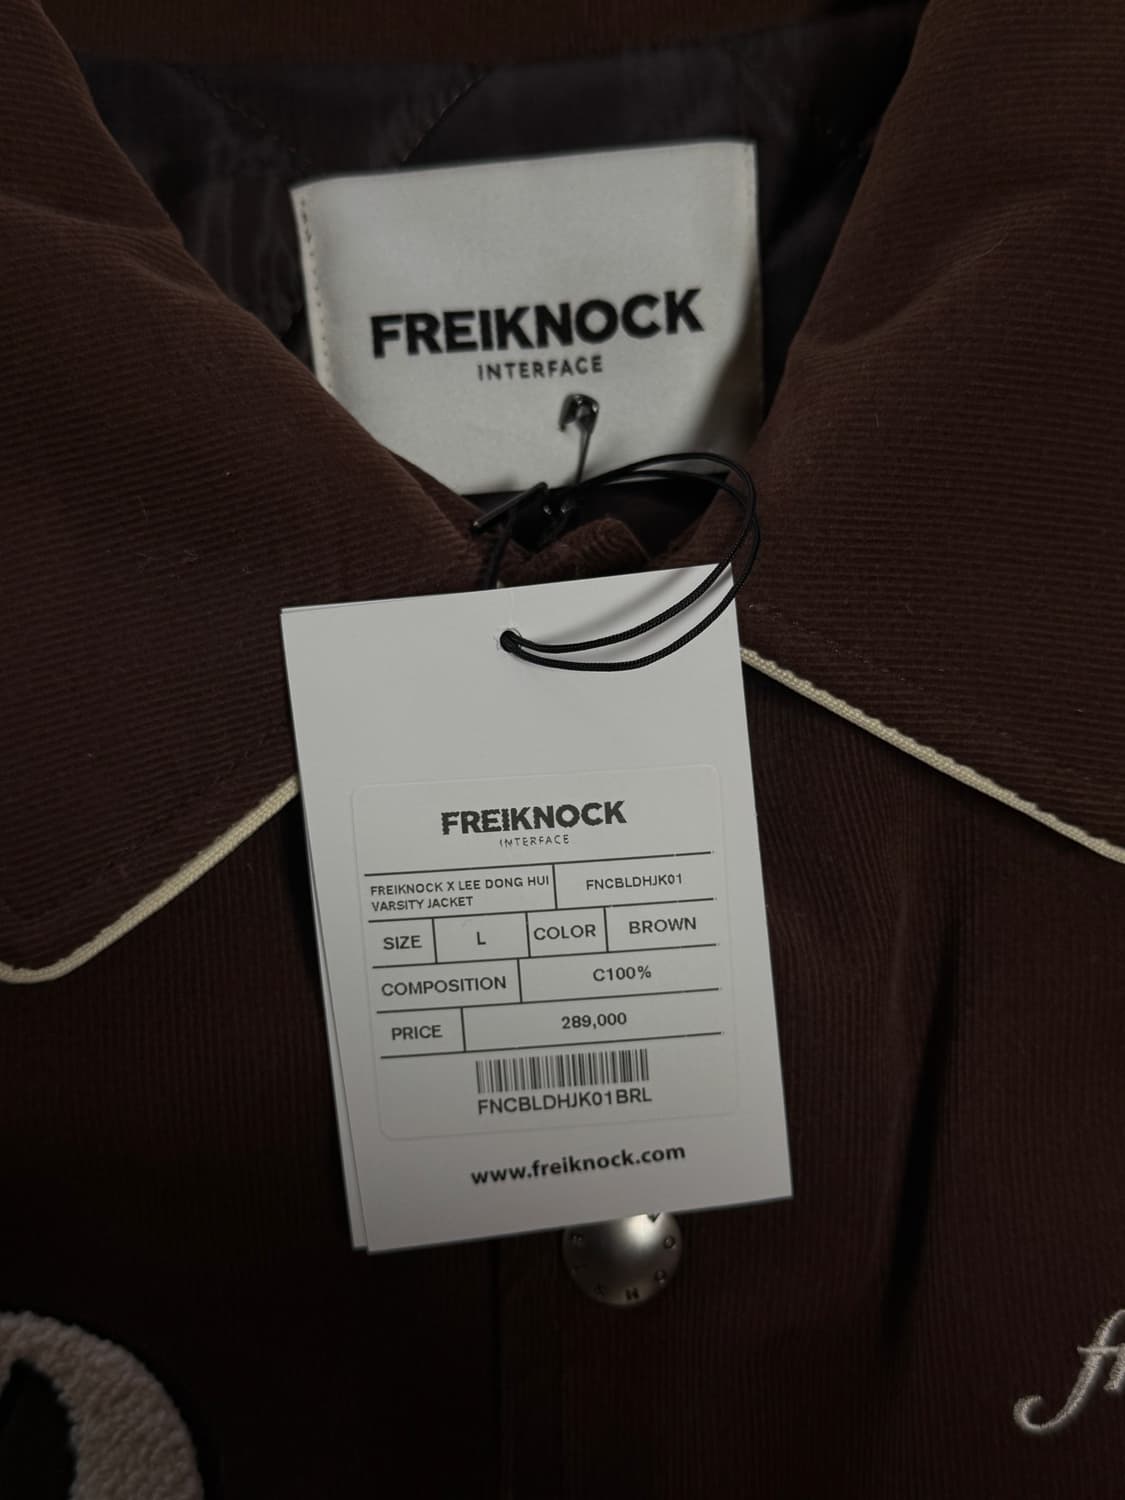 FREIKNOCK
INTERFACE
FREIKNOCK
INTERFACE
FREIKNOCK X LEE DONG HUI
VARSITY JACKET
FNCBLDHJK01
SIZE
L
COLOR
BROWN
COMPOSITION
C100%
PRICE
289,000
FNCBLDHJK01BRL
www.freiknock.com